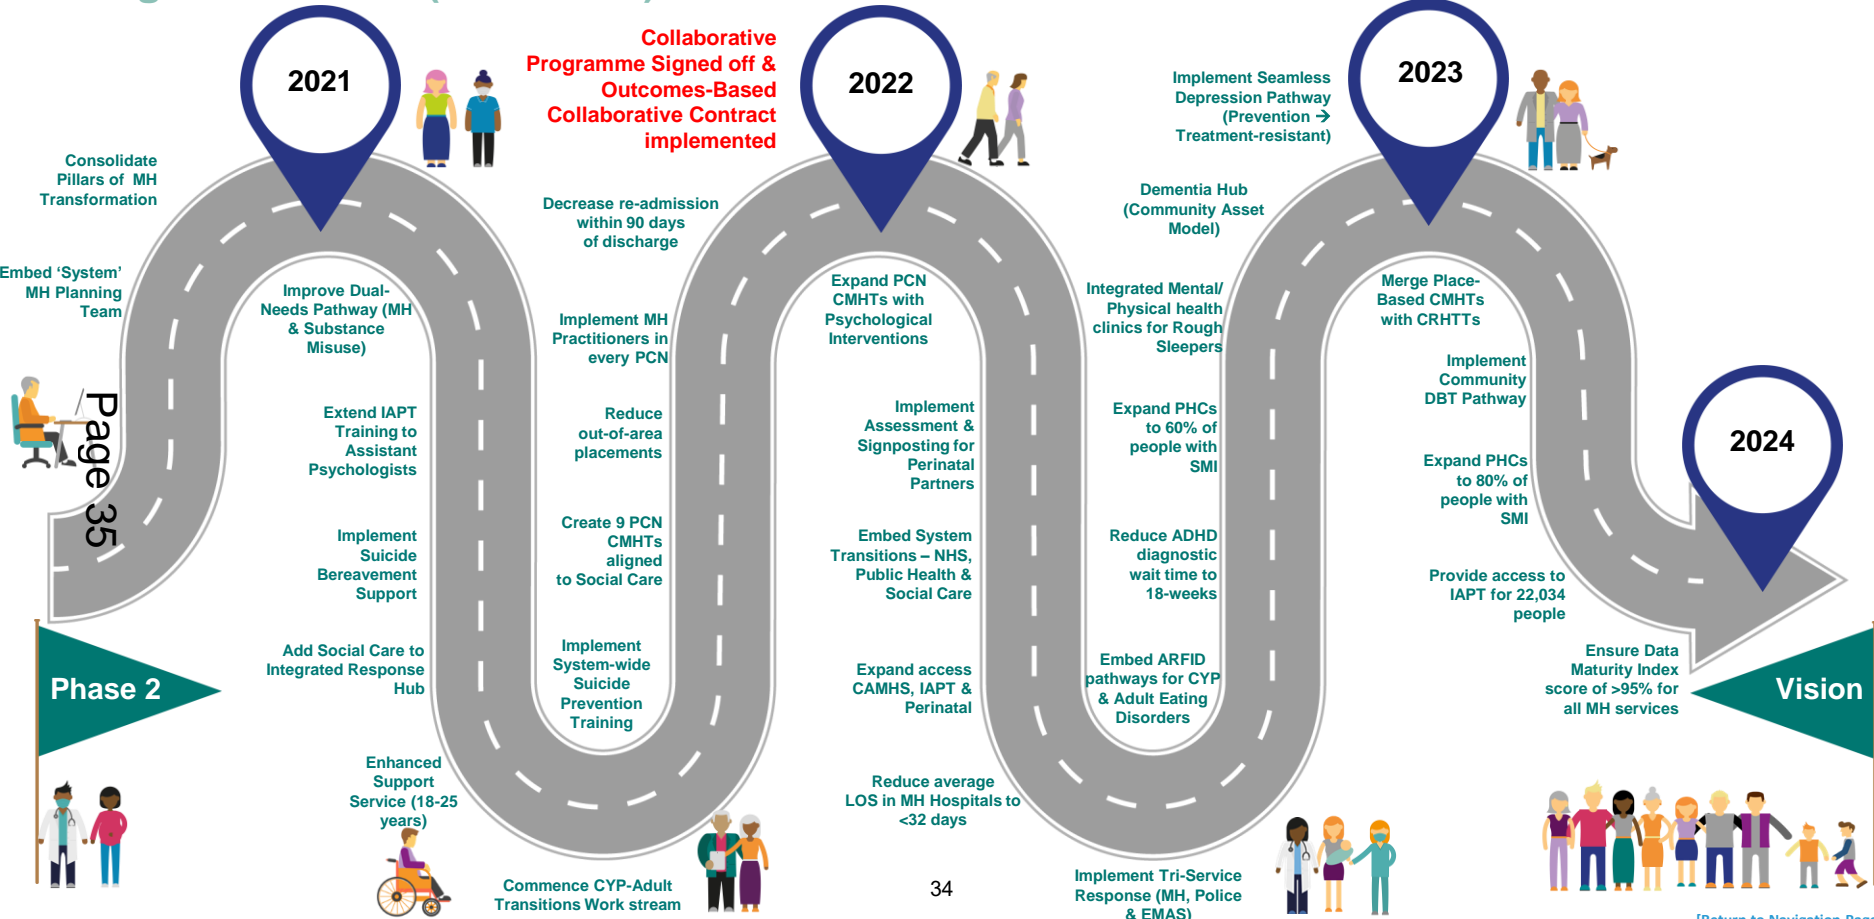 2021
2022
2023
2024
Collaborative
Programme Signed off &
Outcomes-Based
Collaborative Contract
implemented
Consolidate
Pillars of MH
Transformation
Embed ‘System’
MH Planning
Team
Page 35
Phase 2
Improve Dual-
Needs Pathway (MH
& Substance
Misuse)
Extend IAPT
Training to
Assistant
Psychologists
Implement
Suicide
Bereavement
Support
Add Social Care to
Integrated Response
Hub
Enhanced
Support
Service (18-25
years)
Commence CYP-Adult
Transitions Work stream
Decrease re-admission
within 90 days
of discharge
Implement MH
Practitioners in
every PCN
Reduce
out-of-area
placements
Create 9 PCN
CMHTs
aligned
to Social Care
Implement
System-wide
Suicide
Prevention
Training
Expand PCN
CMHTs with
Psychological
Interventions
Implement
Assessment &
Signposting for
Perinatal
Partners
Embed System
Transitions – NHS,
Public Health &
Social Care
Expand access
CAMHS, IAPT &
Perinatal
Reduce average
LOS in MH Hospitals to
<32 days
34
Implement Seamless
Depression Pathway
(Prevention →
Treatment-resistant)
Dementia Hub
(Community Asset
Model)
Integrated Mental/
Physical health
clinics for Rough
Sleepers
Expand PHCs
to 60% of
people with
SMI
Reduce ADHD
diagnostic
wait time to
18-weeks
Embed ARFID
pathways for CYP
& Adult Eating
Disorders
Implement Tri-Service
Response (MH, Police
& EMAS)
Merge Place-
Based CMHTs
with CRHTTs
Implement
Community
DBT Pathway
Expand PHCs
to 80% of
people with
SMI
Provide access to
IAPT for 22,034
people
Ensure Data
Maturity Index
score of >95% for
all MH services
Vision
[Return to Navigation Page